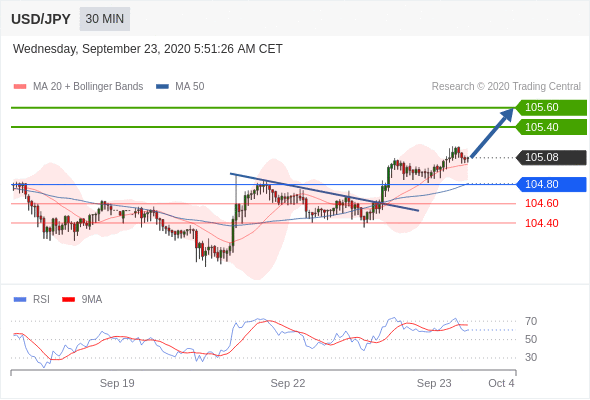 USD/JPY 30 MIN
Wednesday, September 23, 2020 5:51:26 AM CET
MA 20 + Bollinger Bands MA 50 Research © 2020 Trading Central
105.60
105.40
105.08
104.80
104.60
104.40
RSI 9MA
70
50
30
Sep 19 Sep 22 Sep 23 Oct 4